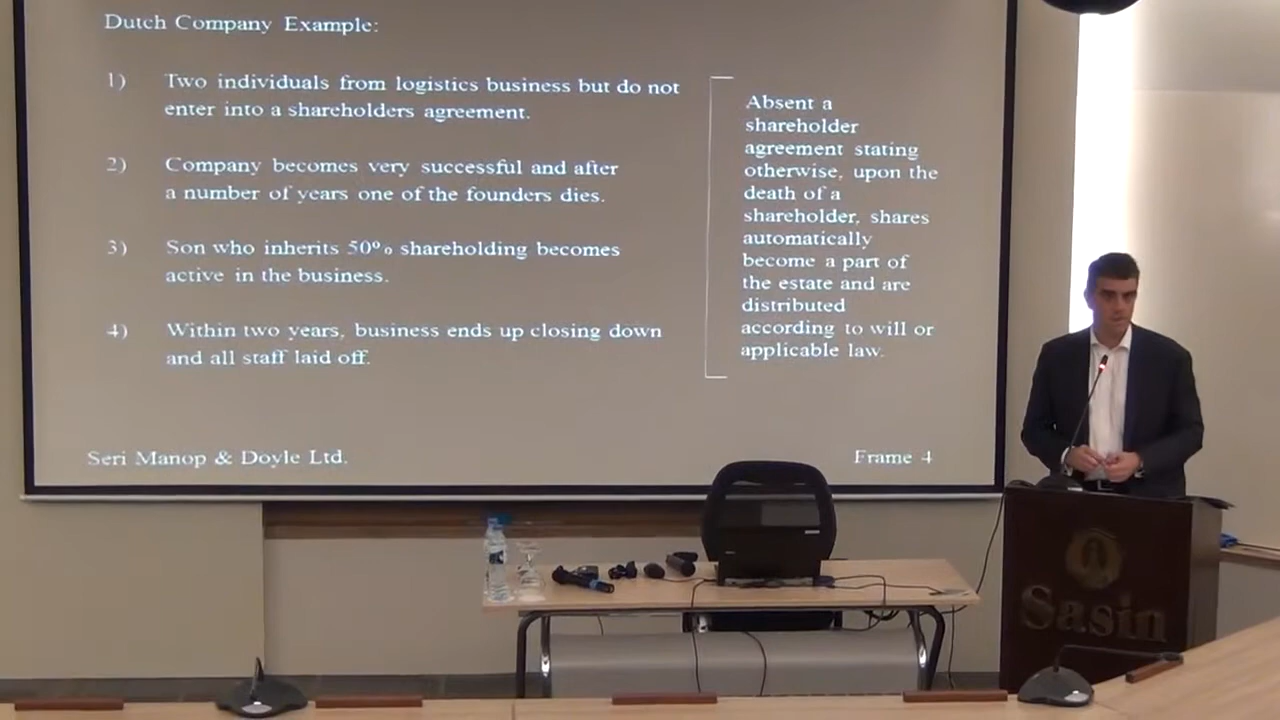 Dutch Company Example:
1) Two individuals from logistics business but do not
enter into a shareholders agreement.
2) Company becomes very successful and after
a number of years one of the founders dies.
3) Son who inherits 50% shareholding becomes
active in the business.
4) Within two years, business ends up closing down
and all staff laid off.
Absent a
shareholder
agreement stating
otherwise, upon the
death of a
shareholder, shares
automatically
become a part of
the estate and are
distributed
according to will or
applicable law.
Seri Manop & Doyle Ltd.
Frame 4
Sasin